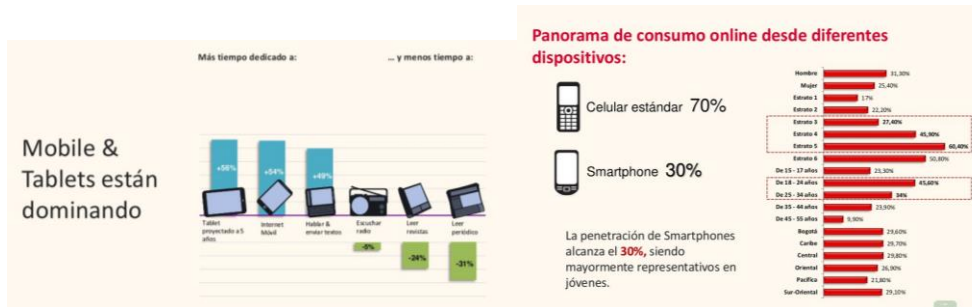 Mobile &
Tablets están
dominando
Más tiempo dedicado a:
... y menos tiempo a:
+56%
+54%
+49%
-5%
-24%
-31%
Tablet
proyectado a 5
años
Internet
Móvil
Hablar &
enviar textos
Escuchar
radio
Leer
revistas
Leer
periódico
Panorama de consumo online desde diferentes
dispositivos:
Celular estándar 70%
Smartphone 30%
La penetración de Smartphones
alcanza el 30%, siendo
mayormente representativos en
jóvenes.
Hombre 31,30%
Mujer 25,40%
Estrato 1 17%
Estrato 2 22,20%
Estrato 3 27,40%
Estrato 4 45,90%
Estrato 5 60,40%
Estrato 6 50,80%
De 15 - 17 años 23,30%
De 18 - 24 años 45,60%
De 25 - 34 años 34%
De 35 - 44 años 23,90%
De 45 - 55 años 9,90%
Bogotá 29,60%
Caribe 29,70%
Central 29,80%
Oriental 26,90%
Pacífica 21,80%
Sur-Oriental 29,10%